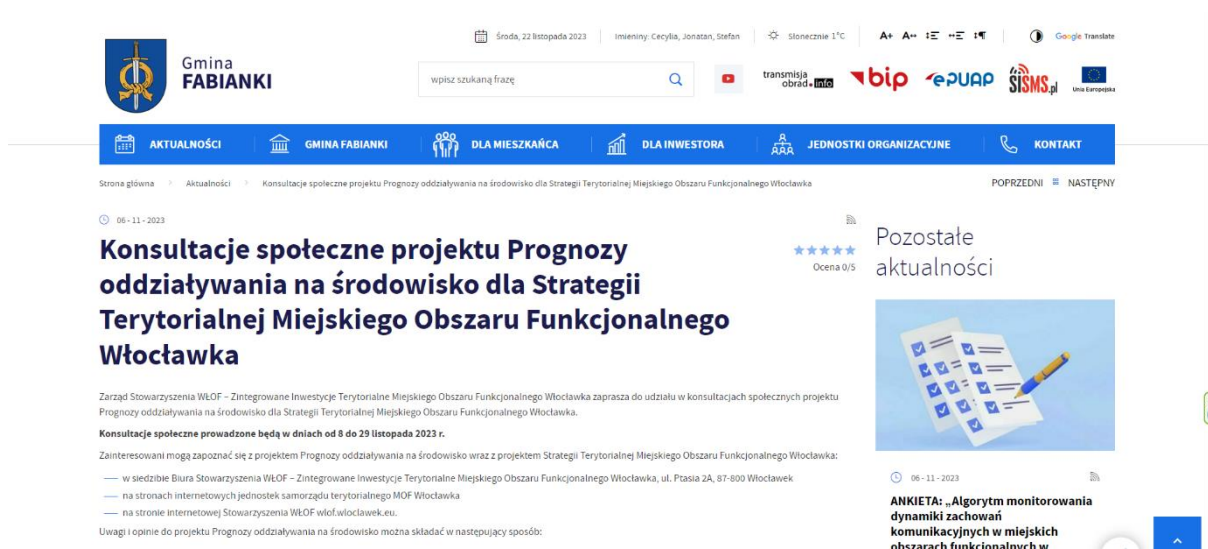 Środa, 22 listopada 2023
Imieniny: Cecylia, Jonatan, Stefan
Słonecznie 1°C
A+ A
Google Translate
Gmina
FABIANKI
wpisz szukaną frazę
transmisja
obrad.info
bip
epuap
SISMS.pl
Unia Europejska
AKTUALNOŚCI
GMINA FABIANKI
DLA MIESZKAŃCA
DLA INWESTORA
JEDNOSTKI ORGANIZACYJNE
KONTAKT
Strona główna
Aktualności
Konsultacje społeczne projektu Prognozy oddziaływania na środowisko dla Strategii Terytorialnej Miejskiego Obszaru Funkcjonalnego Włocławka
POPRZEDNI
NASTĘPNY
06 - 11 - 2023
Konsultacje społeczne projektu Prognozy
oddziaływania na środowisko dla Strategii
Terytorialnej Miejskiego Obszaru Funkcjonalnego
Włocławka
Ocena 0/5
Zarząd Stowarzyszenia WŁOF – Zintegrowane Inwestycje Terytorialne Miejskiego Obszaru Funkcjonalnego Włocławka zaprasza do udziału w konsultacjach społecznych projektu
Prognozy oddziaływania na środowisko dla Strategii Terytorialnej Miejskiego Obszaru Funkcjonalnego Włocławka.
Konsultacje społeczne prowadzone będą w dniach od 8 do 29 listopada 2023 r.
Zainteresowani mogą zapoznać się z projektem Prognozy oddziaływania na środowisko wraz z projektem Strategii Terytorialnej Miejskiego Obszaru Funkcjonalnego Włocławka:
— w siedzibie Biura Stowarzyszenia WŁOF – Zintegrowane Inwestycje Terytorialne Miejskiego Obszaru Funkcjonalnego Włocławka, ul. Ptasia 2A, 87-800 Włocławek
— na stronach internetowych jednostek samorządu terytorialnego MOF Włocławka
— na stronie internetowej Stowarzyszenia WŁOF wlof.wloclawek.eu.
Uwagi i opinie do projektu Prognozy oddziaływania na środowisko można składać w następujący sposób:
Pozostałe
aktualności
06 - 11 - 2023
ANKIETA: „Algorytm monitorowania
dynamiki zachowań
komunikacyjnych w miejskich
obszarach funkcjonalnych w